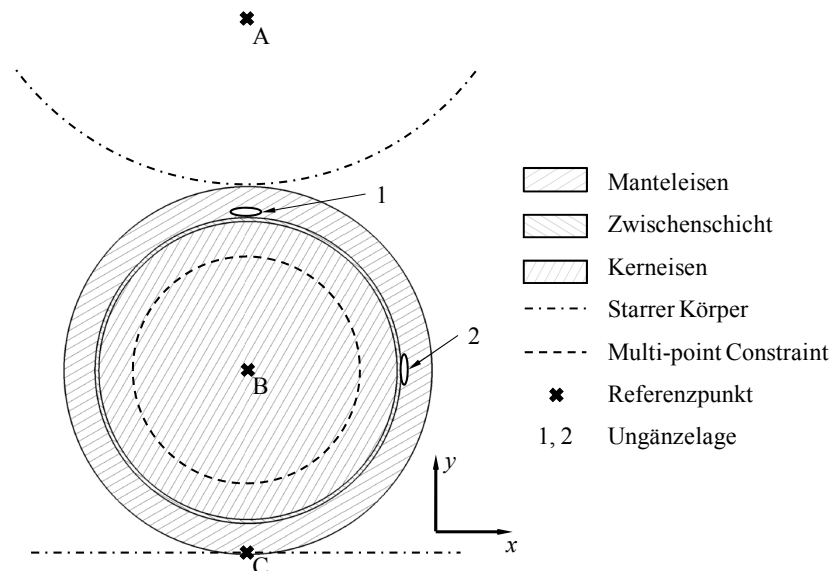 A
1
Manteleisen
Zwischenschicht
Kerneisen
Starrer Körper
2
Multi-point Constraint
B
Referenzpunkt
1, 2 Ungänzelage
y
x
C